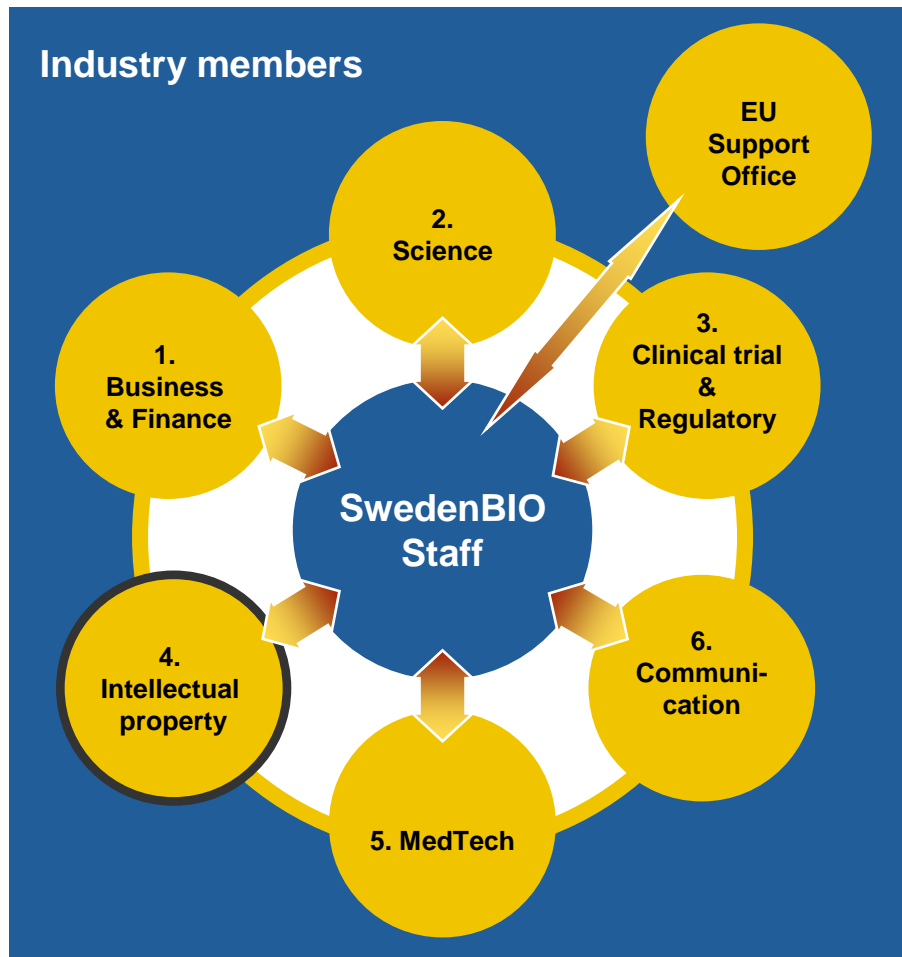 Industry members
EU
Support
Office
2.
Science
1.
Business
& Finance
3.
Clinical trial
&
Regulatory
SwedenBIO
Staff
4.
Intellectual
property
6.
Communi-
cation
5. MedTech